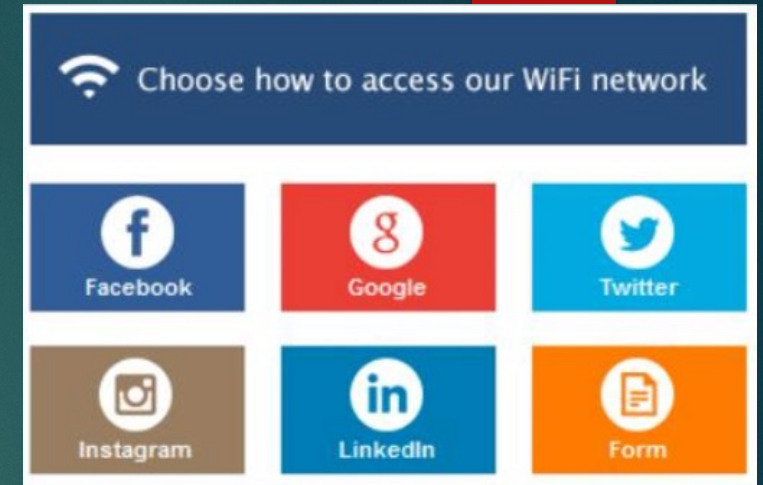 Choose how to access our WiFi network
Facebook
Google
Twitter
Instagram
LinkedIn
Form